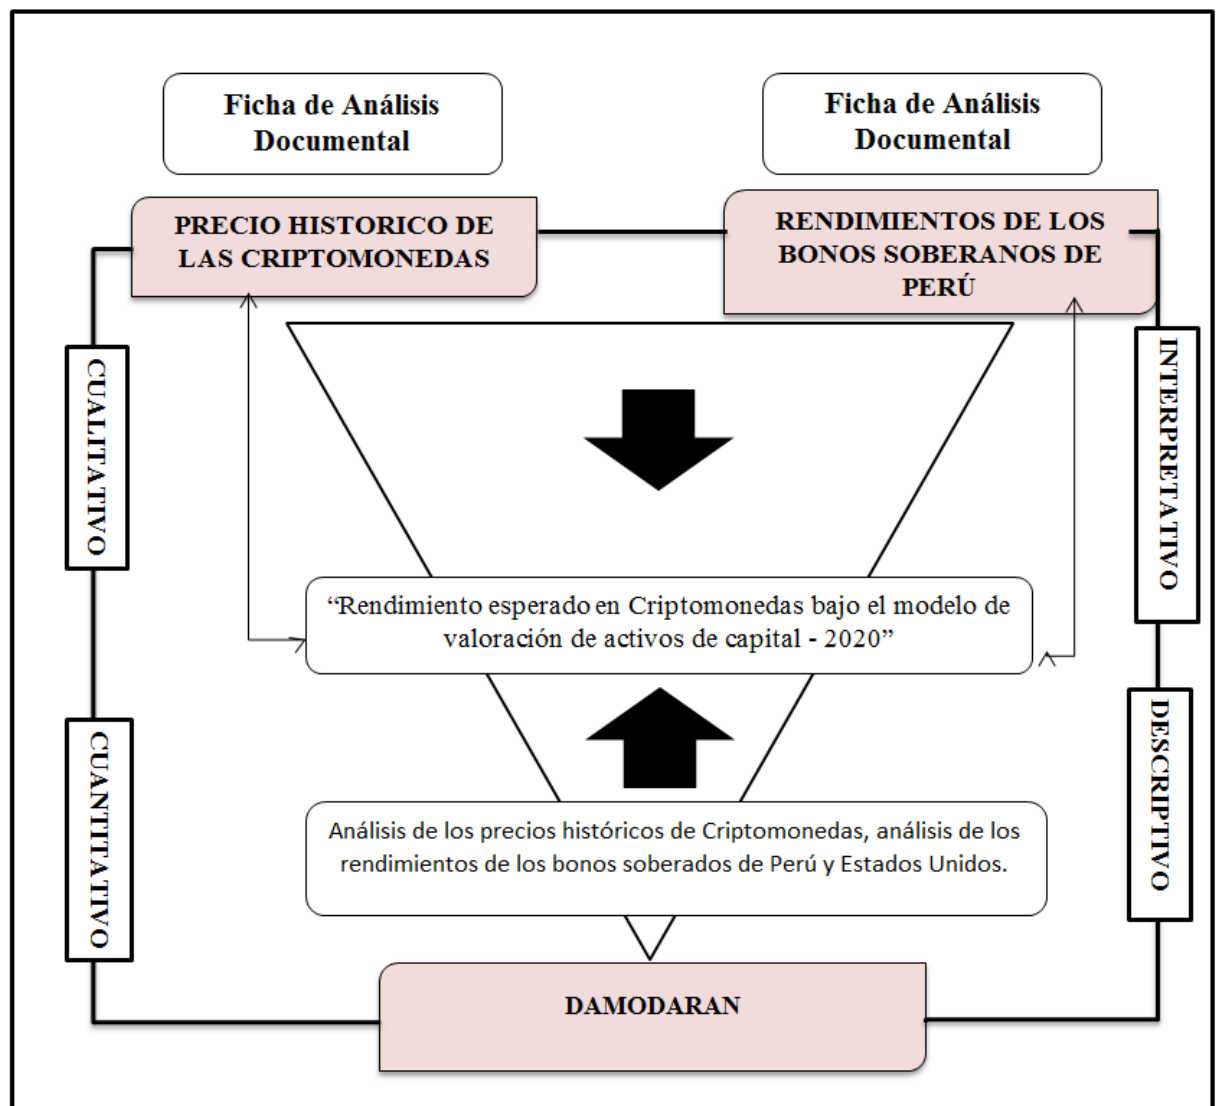 Ficha de Análisis
Documental
Ficha de Análisis
Documental
PRECIO HISTORICO DE
LAS CRIPTOMONEDAS
RENDIMIENTOS DE LOS
BONOS SOBERANOS DE
PERÚ
CUALITATIVO
INTERPRETATIVO
“Rendimiento esperado en Criptomonedas bajo el modelo de
valoración de activos de capital - 2020”
CUANTITATIVO
DESCRIPTIVO
Análisis de los precios históricos de Criptomonedas, análisis de los
rendimientos de los bonos soberados de Perú y Estados Unidos.
DAMODARAN